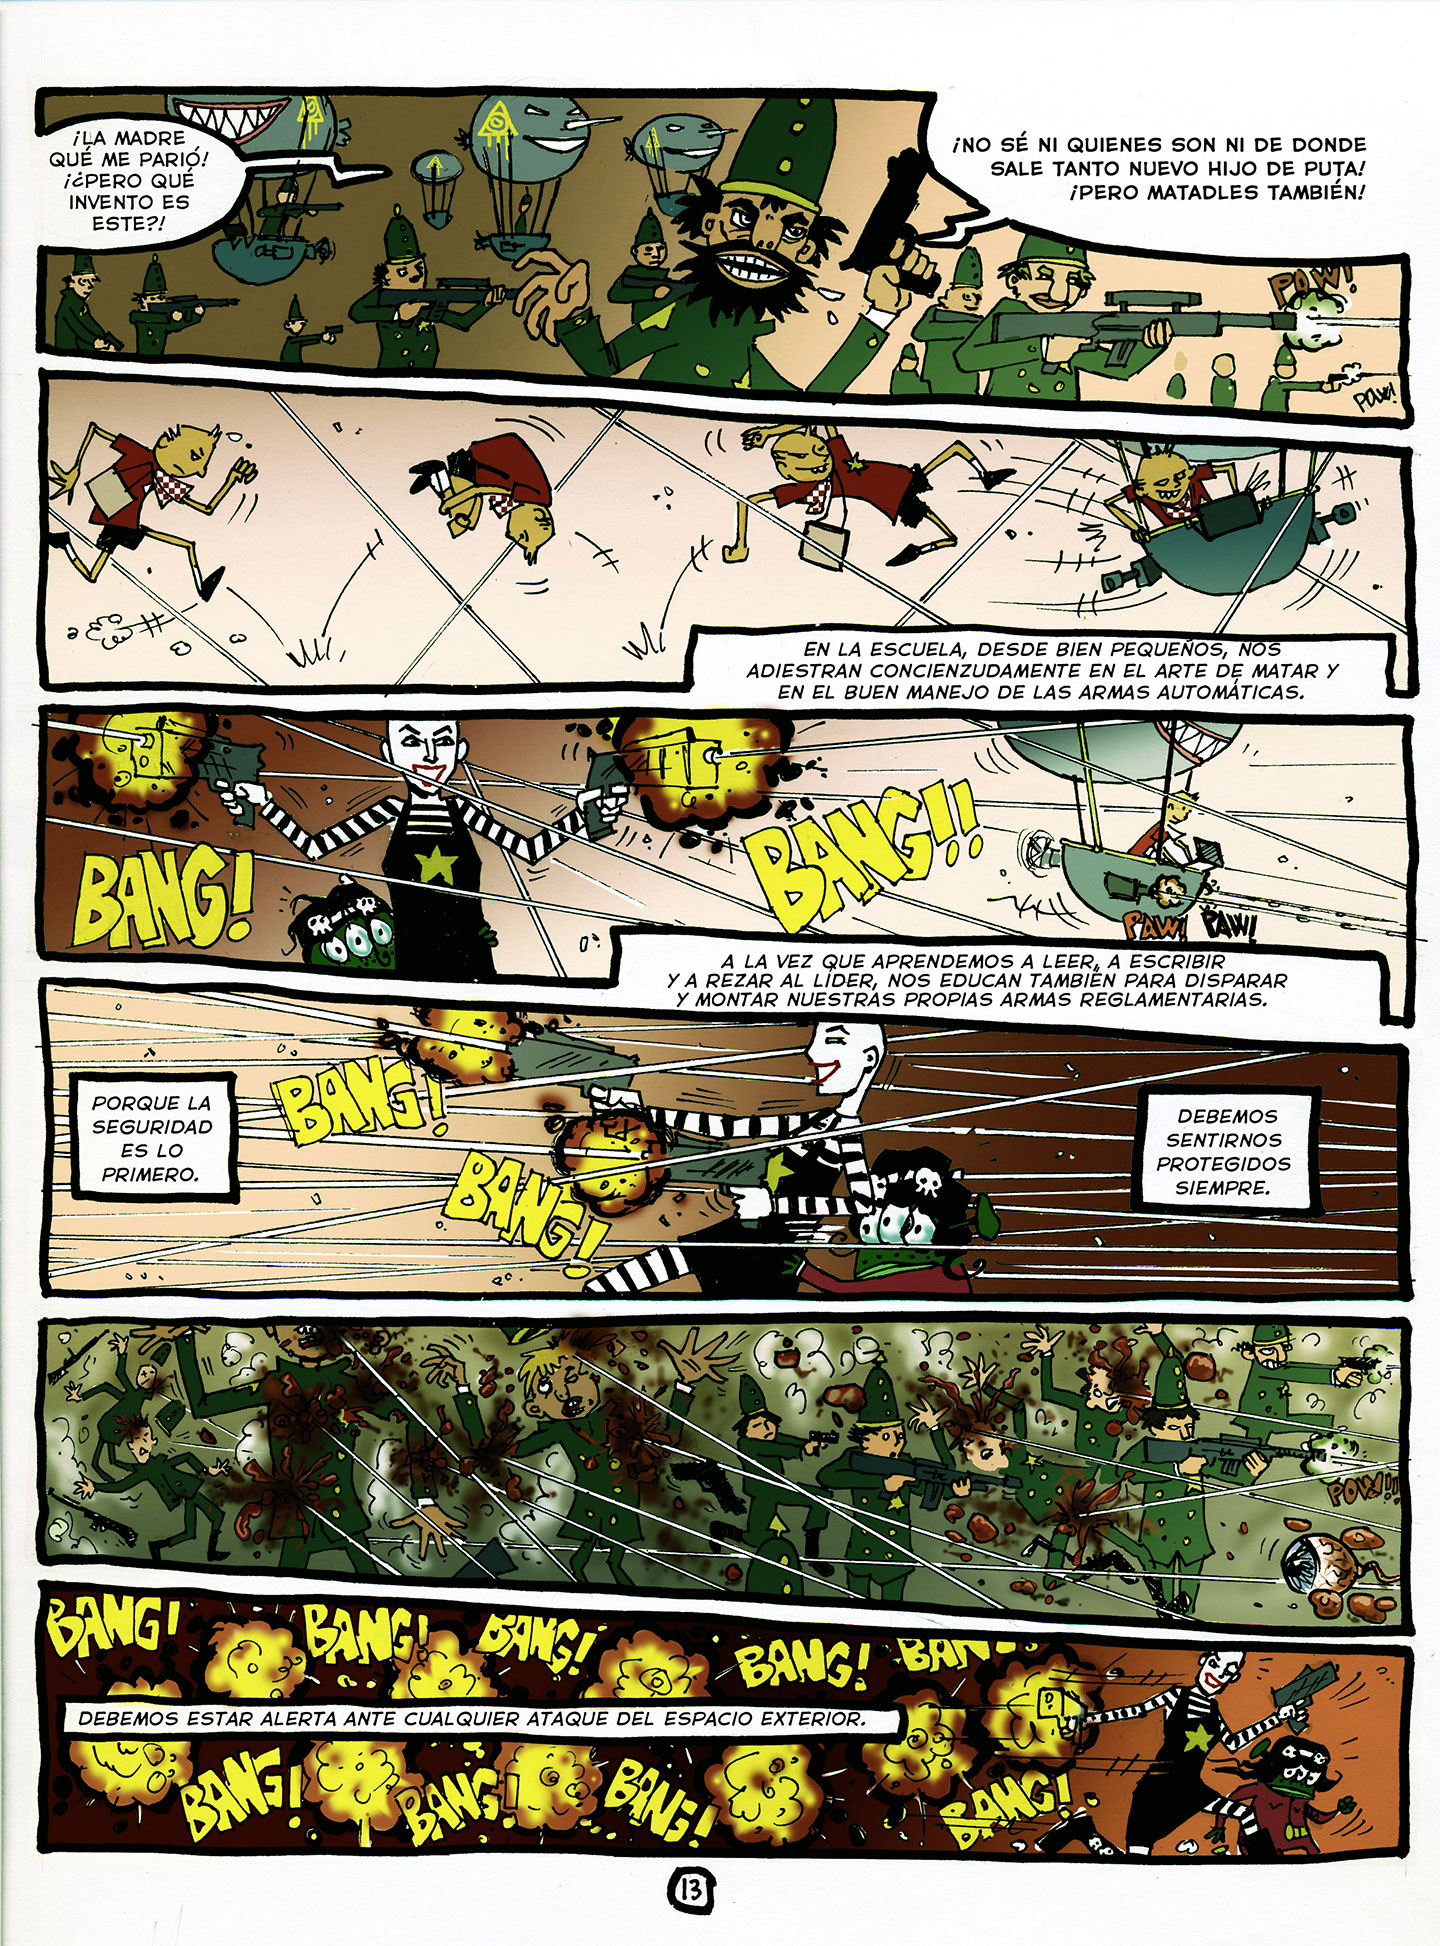 ¡LA MADRE
QUÉ ME PARIÓ!
¡¿PERO QUÉ
INVENTO ES
ESTE?!
¡NO SÉ NI QUIENES SON NI DE DONDE
SALE TANTO NUEVO HIJO DE PUTA!
¡PERO MATADLES TAMBIÉN!
PAW!
PAW!
EN LA ESCUELA, DESDE BIEN PEQUEÑOS, NOS
ADIESTRAN CONCIENZUDAMENTE EN EL ARTE DE MATAR Y
EN EL BUEN MANEJO DE LAS ARMAS AUTOMÁTICAS.
BANG!
BANG!!
PAW! PAW!
A LA VEZ QUE APRENDEMOS A LEER, A ESCRIBIR
Y A REZAR AL LÍDER, NOS EDUCAN TAMBIÉN PARA DISPARAR
Y MONTAR NUESTRAS PROPIAS ARMAS REGLAMENTARIAS.
PORQUE LA
SEGURIDAD
ES LO
PRIMERO.
BANG!
BANG!
DEBEMOS
SENTIRNOS
PROTEGIDOS
SIEMPRE.
POW!!
BANG! BANG! BANG! BANG! BANG!
DEBEMOS ESTAR ALERTA ANTE CUALQUIER ATAQUE DEL ESPACIO EXTERIOR.
BANG! BANG! BANG! BANG!
13